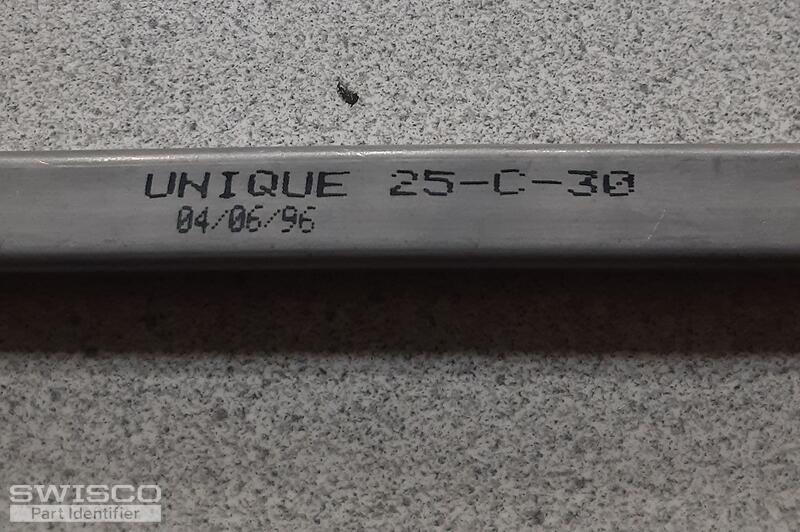 UNIQUE 25-C-30
04/06/96
SWISCO
Part Identifier